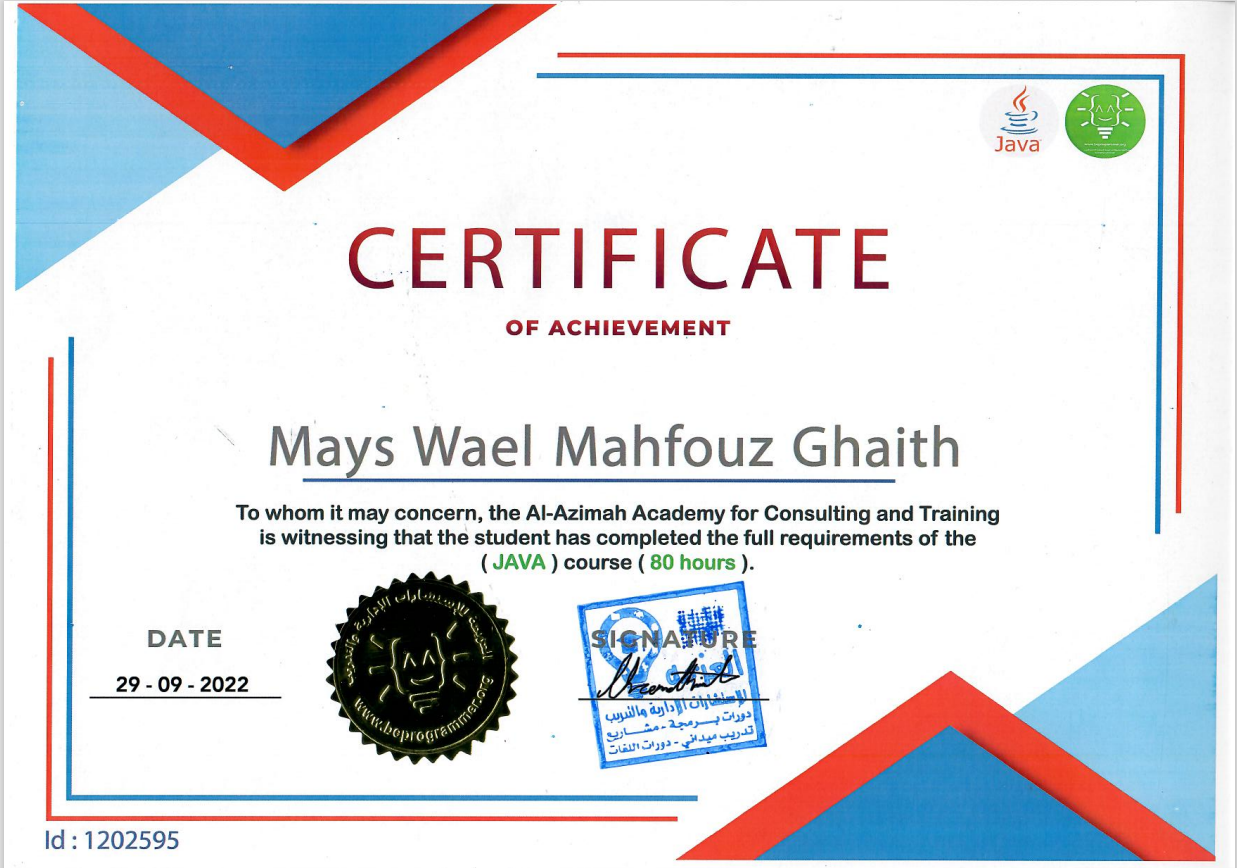 Java
CERTIFICATE
OF ACHIEVEMENT
Mays Wael Mahfouz Ghaith
To whom it may concern, the Al-Azimah Academy for Consulting and Training
is witnessing that the student has completed the full requirements of the
( JAVA ) course ( 80 hours ).
DATE
29 - 09 - 2022
العزيمة للإستشارات الإدارية والتدريب
www.beprogrammer.org
SIGNATURE
العزيمة
للإستشارات الإدارية والتدريب
دورات برمجة - مشاريع
تدريب ميداني - دورات اللغات
Id : 1202595